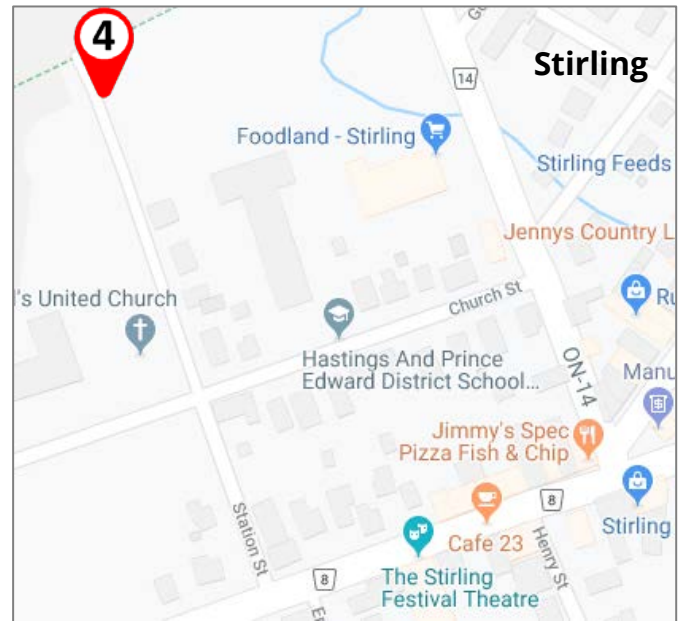 4
Stirling
14
Foodland - Stirling
Stirling Feeds
Jennys Country L
l's United Church
Church St
Ru
Hastings And Prince
Edward District School...
ON-14
Manu
Jimmy's Spec
Pizza Fish & Chip
8
Station St
Cafe 23
Henry St
Stirling
8
The Stirling
Festival Theatre